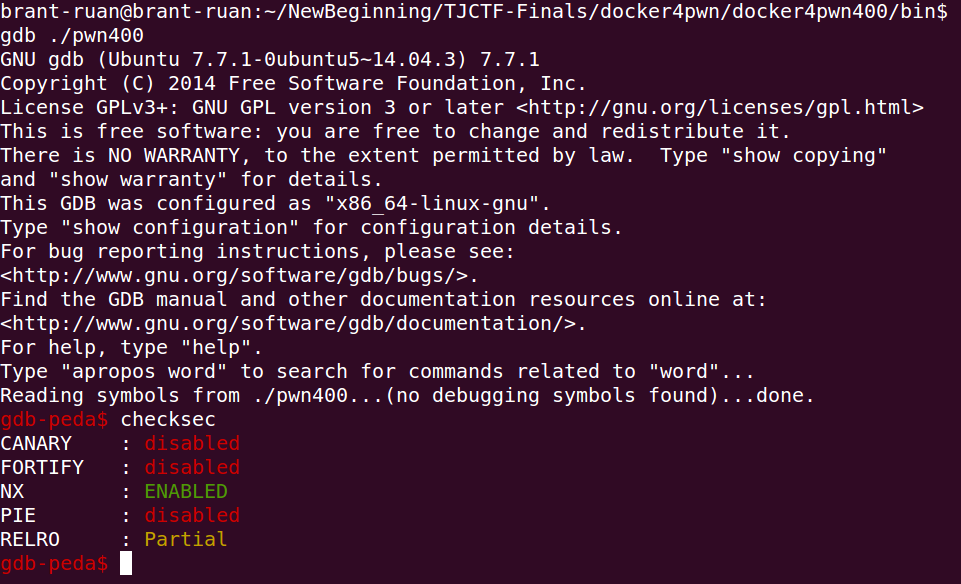 brant-ruan@brant-ruan:~/NewBeginning/TJCTF-Finals/docker4pwn/docker4pwn400/bin$
gdb ./pwn400
GNU gdb (Ubuntu 7.7.1-0ubuntu5~14.04.3) 7.7.1
Copyright (C) 2014 Free Software Foundation, Inc.
License GPLv3+: GNU GPL version 3 or later <http://gnu.org/licenses/gpl.html>
This is free software: you are free to change and redistribute it.
There is NO WARRANTY, to the extent permitted by law.  Type "show copying"
and "show warranty" for details.
This GDB was configured as "x86_64-linux-gnu".
Type "show configuration" for configuration details.
For bug reporting instructions, please see:
<http://www.gnu.org/software/gdb/bugs/>.
Find the GDB manual and other documentation resources online at:
<http://www.gnu.org/software/gdb/documentation/>.
For help, type "help".
Type "apropos word" to search for commands related to "word"...
Reading symbols from ./pwn400...(no debugging symbols found)...done.
gdb-peda$ checksec
CANARY    : disabled
FORTIFY   : disabled
NX        : ENABLED
PIE       : disabled
RELRO     : Partial
gdb-peda$